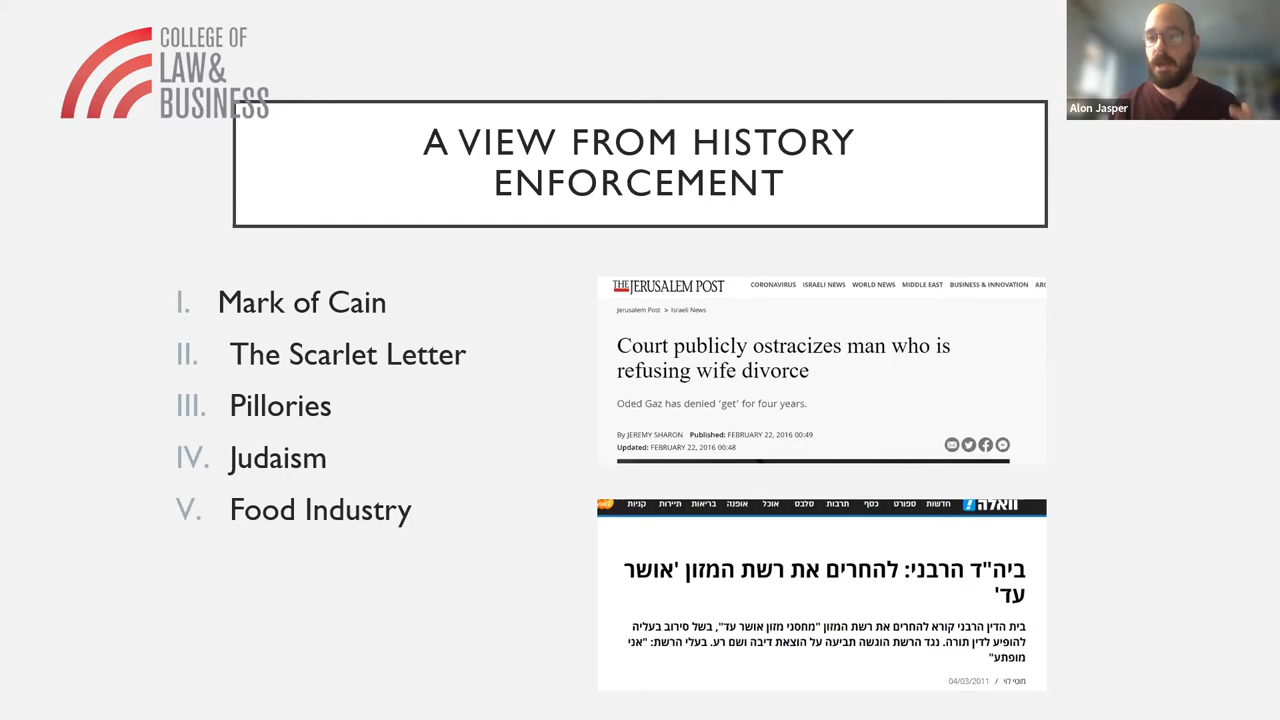 COLLEGE OF
LAW&
BUSINESS
Alon Jasper
A VIEW FROM HISTORY
ENFORCEMENT
I. Mark of Cain
II. The Scarlet Letter
III. Pillories
IV. Judaism
V. Food Industry
THE JERUSALEM POST
CORONAVIRUS ISRAELI NEWS WORLD NEWS MIDDLE EAST BUSINESS & INNOVATION
Jerusalem Post > Israeli News
Court publicly ostracizes man who is
refusing wife divorce
Oded Gaz has denied 'get' for four years.
By JEREMY SHARON Published: FEBRUARY 22, 2016 00:49
Updated: FEBRUARY 22, 2016 00:48
וואלה! חדשות ספורט כסף תרבות סלבס אוכל אופנה בריאות תיירות קניות
ביה"ד הרבני: להחרים את רשת המזון 'אושר
עד'
בית הדין הרבני קורא להחרים את רשת המזון "מחסני מזון אושר עד", בשל סירוב בעליה
להופיע לדין תורה. נגד הרשת הוגשה תביעה על הוצאת דיבה ושם רע. בעלי הרשת: "אני
מופתע"
מוטי לוי / 04/03/2011